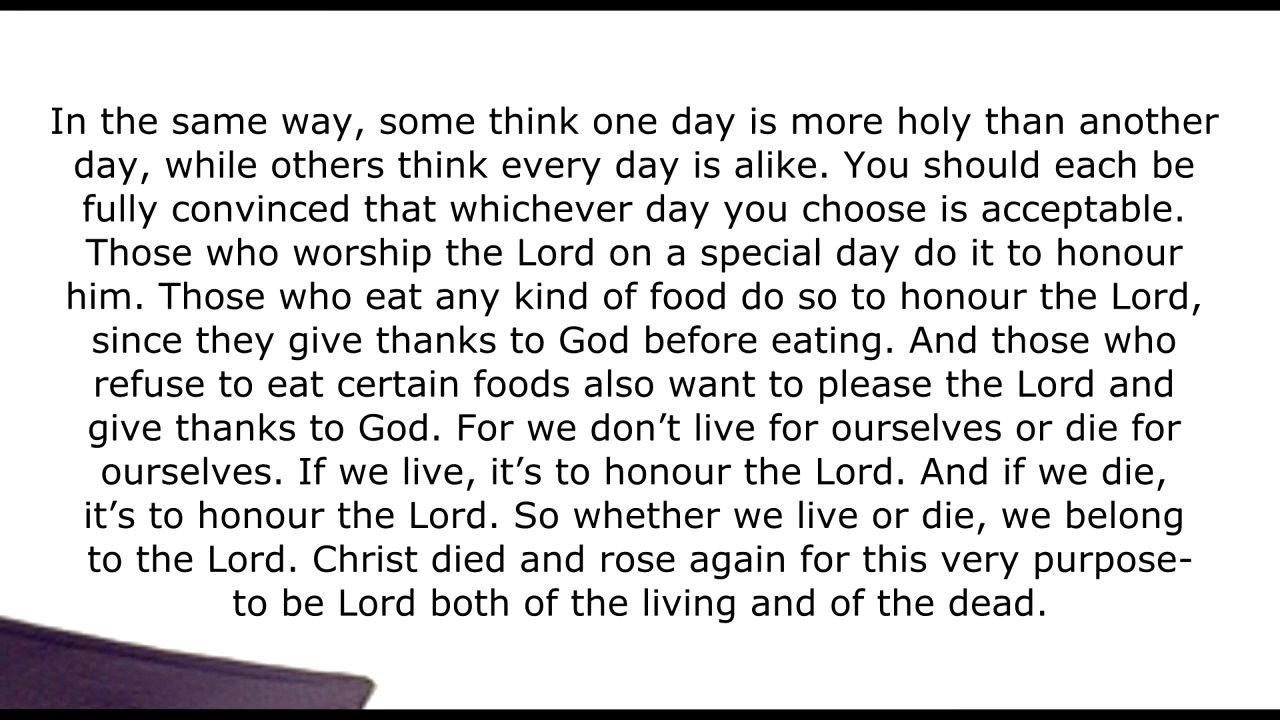 In the same way, some think one day is more holy than another
day, while others think every day is alike. You should each be
fully convinced that whichever day you choose is acceptable.
Those who worship the Lord on a special day do it to honour
him. Those who eat any kind of food do so to honour the Lord,
since they give thanks to God before eating. And those who
refuse to eat certain foods also want to please the Lord and
give thanks to God. For we don’t live for ourselves or die for
ourselves. If we live, it’s to honour the Lord. And if we die,
it’s to honour the Lord. So whether we live or die, we belong
to the Lord. Christ died and rose again for this very purpose-
to be Lord both of the living and of the dead.